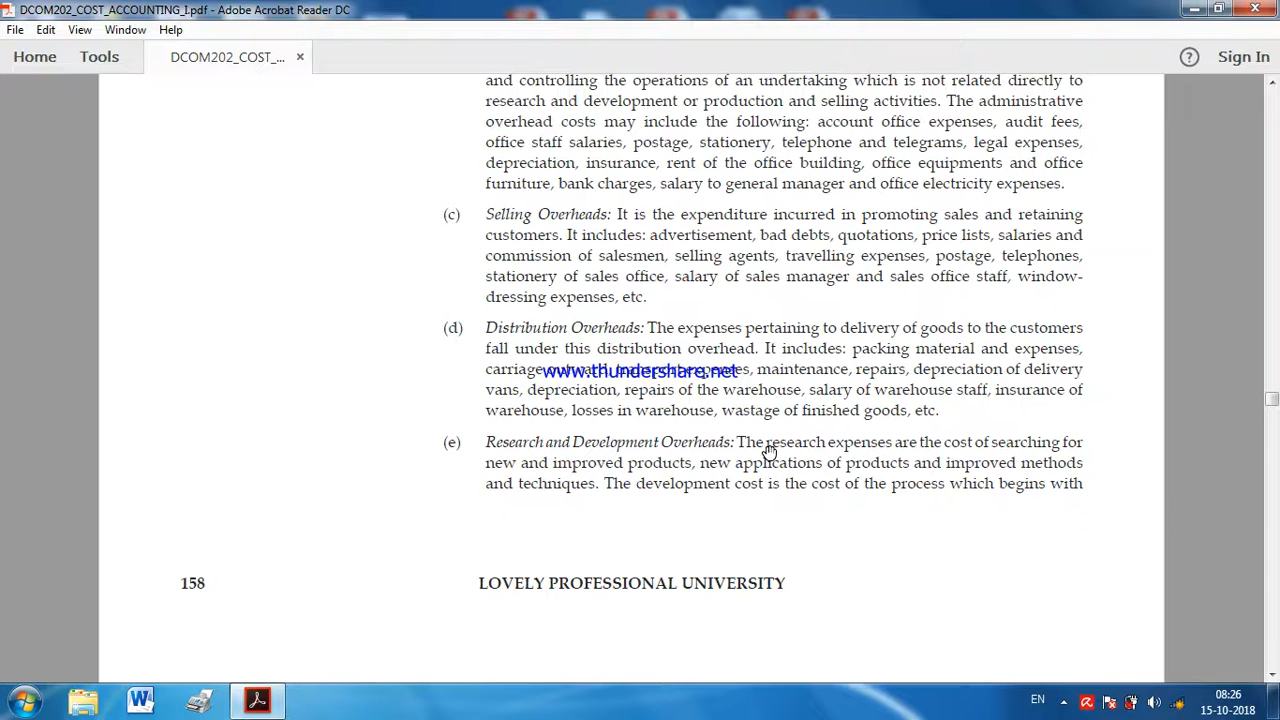 DCOM202_COST_ACCOUNTING_I.pdf - Adobe Acrobat Reader DC
File Edit View Window Help
Home Tools DCOM202_COST_... × ? Sign In
and controlling the operations of an undertaking which is not related directly to
research and development or production and selling activities. The administrative
overhead costs may include the following: account office expenses, audit fees,
office staff salaries, postage, stationery, telephone and telegrams, legal expenses,
depreciation, insurance, rent of the office building, office equipments and office
furniture, bank charges, salary to general manager and office electricity expenses.
(c) Selling Overheads: It is the expenditure incurred in promoting sales and retaining
customers. It includes: advertisement, bad debts, quotations, price lists, salaries and
commission of salesmen, selling agents, travelling expenses, postage, telephones,
stationery of sales office, salary of sales manager and sales office staff, window-
dressing expenses, etc.
(d) Distribution Overheads: The expenses pertaining to delivery of goods to the customers
fall under this distribution overhead. It includes: packing material and expenses,
carriage outward, transport expenses, maintenance, repairs, depreciation of delivery
www.thundershare.net
vans, depreciation, repairs of the warehouse, salary of warehouse staff, insurance of
warehouse, losses in warehouse, wastage of finished goods, etc.
(e) Research and Development Overheads: The research expenses are the cost of searching for
new and improved products, new applications of products and improved methods
and techniques. The development cost is the cost of the process which begins with
158 LOVELY PROFESSIONAL UNIVERSITY
EN 08:26
15-10-2018